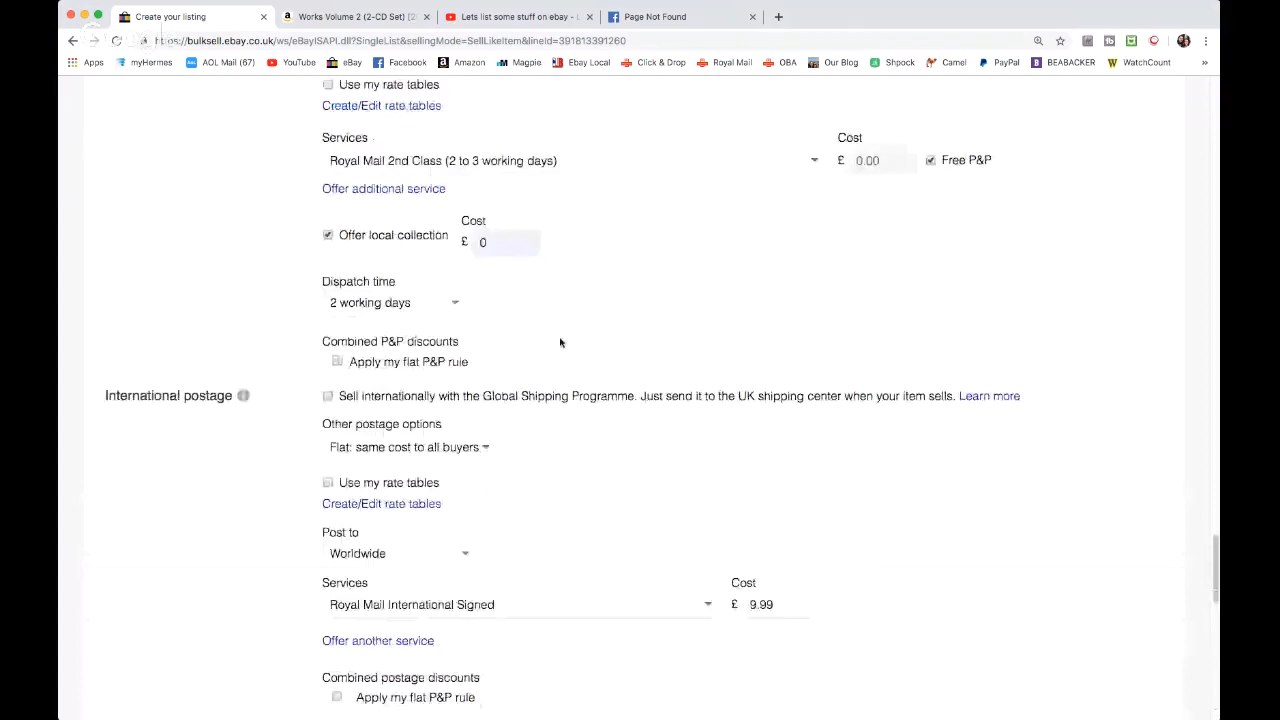 Create your listing
Works Volume 2 (2-CD Set) [2
Lets list some stuff on ebay - L
Page Not Found
https://bulksell.ebay.co.uk/ws/eBayISAPI.dll?SingleList&sellingMode=SellLikeItem&lineId=391813391260
Apps myHermes AOL Mail (67) YouTube eBay Facebook Amazon Magpie Ebay Local Click & Drop Royal Mail OBA Our Blog Shpock Camel PayPal BEABACKER WatchCount »
Use my rate tables
Create/Edit rate tables
Services Cost
Royal Mail 2nd Class (2 to 3 working days) £ 0.00 Free P&P
Offer additional service
Cost
Offer local collection £ 0
Dispatch time
2 working days
Combined P&P discounts
Apply my flat P&P rule
International postage Sell internationally with the Global Shipping Programme. Just send it to the UK shipping center when your item sells. Learn more
Other postage options
Flat: same cost to all buyers
Use my rate tables
Create/Edit rate tables
Post to
Worldwide
Services Cost
Royal Mail International Signed £ 9.99
Offer another service
Combined postage discounts
Apply my flat P&P rule